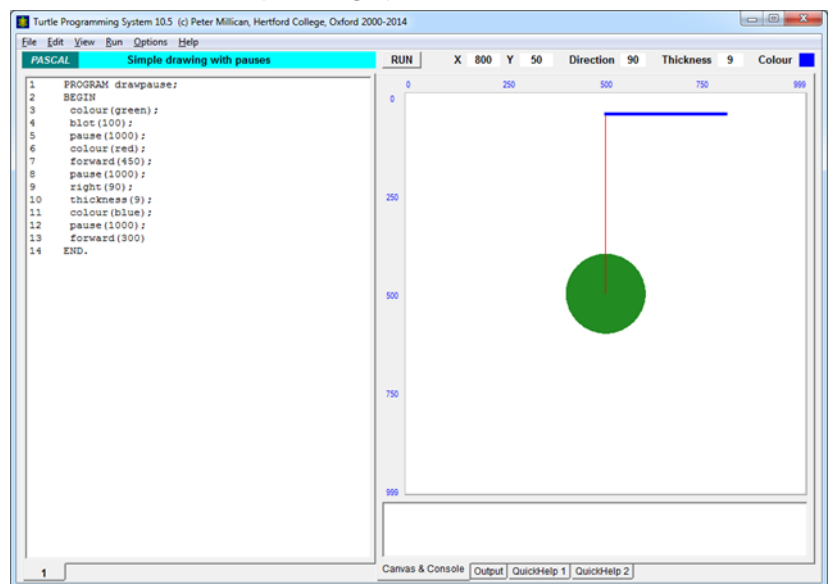 Turtle Programming System 10.5 (c) Peter Millican, Hertford College, Oxford 2000-2014
File Edit View Run Options Help
PASCAL Simple drawing with pauses RUN X 800 Y 50 Direction 90 Thickness 9 Colour
1 PROGRAM drawpause;
2 BEGIN
3 colour(green);
4 blot(100);
5 pause(1000);
6 colour(red);
7 forward(450);
8 pause(1000);
9 right(90);
10 thickness(9);
11 colour(blue);
12 pause(1000);
13 forward(300)
14 END.
0 250 500 750 999
0
250
500
750
999
1
Canvas & Console Output QuickHelp 1 QuickHelp 2